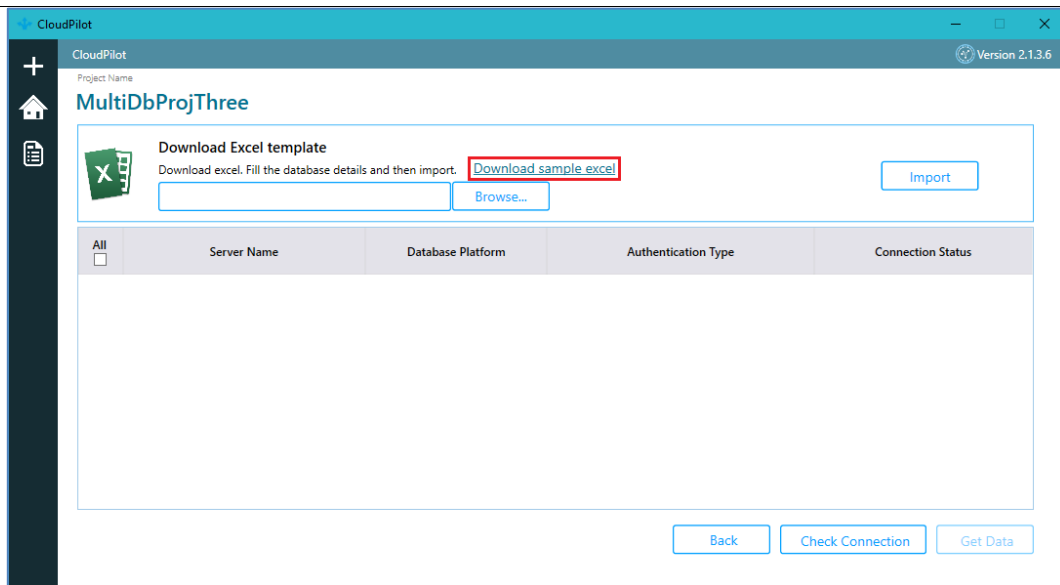 CloudPilot
CloudPilot
Version 2.1.3.6
Project Name
MultiDbProjThree
Download Excel template
Download excel. Fill the database details and then import. Download sample excel
Import
Browse...
All
Server Name
Database Platform
Authentication Type
Connection Status
Back
Check Connection
Get Data